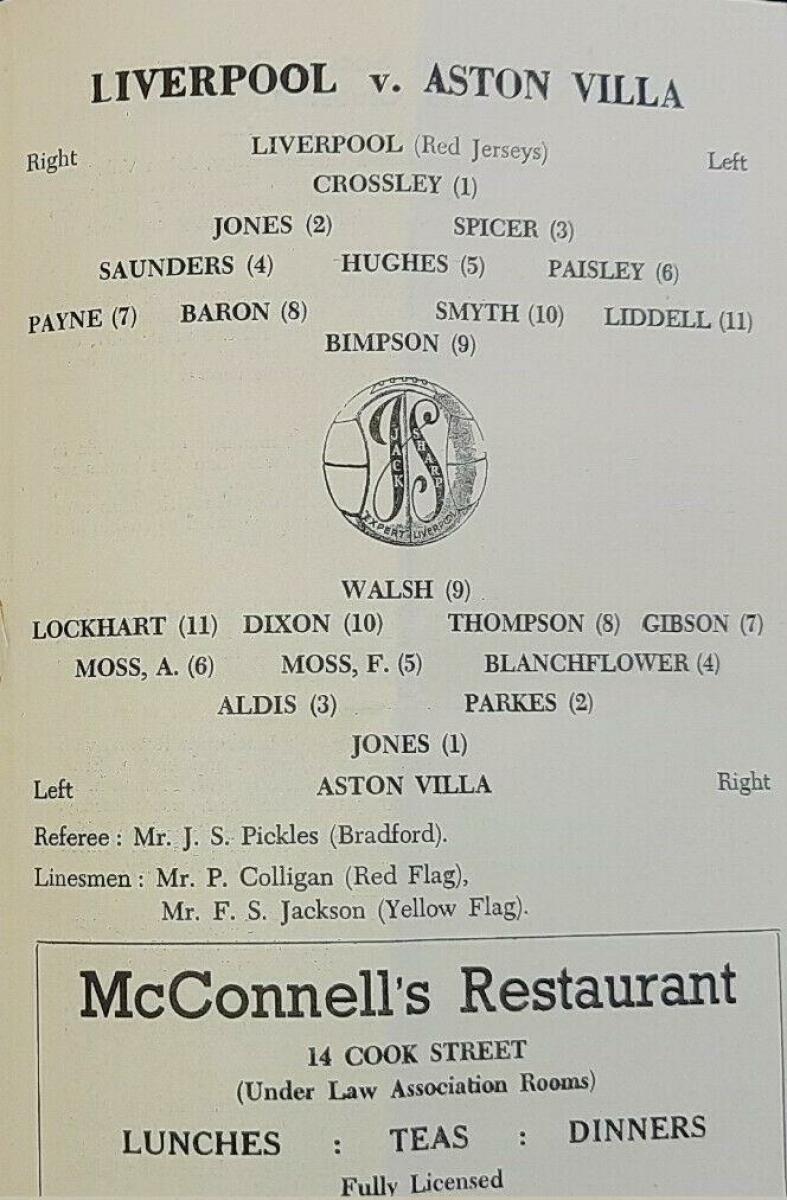 LIVERPOOL v. ASTON VILLA
Right LIVERPOOL (Red Jerseys) Left
CROSSLEY (1)
JONES (2) SPICER (3)
SAUNDERS (4) HUGHES (5) PAISLEY (6)
PAYNE (7) BARON (8) SMYTH (10) LIDDELL (11)
BIMPSON (9)
JS
JACK SHARP
EXPERT LIVERPOOL
WALSH (9)
LOCKHART (11) DIXON (10) THOMPSON (8) GIBSON (7)
MOSS, A. (6) MOSS, F. (5) BLANCHFLOWER (4)
ALDIS (3) PARKES (2)
JONES (1)
Left ASTON VILLA Right
Referee : Mr. J. S. Pickles (Bradford).
Linesmen : Mr. P. Colligan (Red Flag),
Mr. F. S. Jackson (Yellow Flag).
McConnell's Restaurant
14 COOK STREET
(Under Law Association Rooms)
LUNCHES : TEAS : DINNERS
Fully Licensed